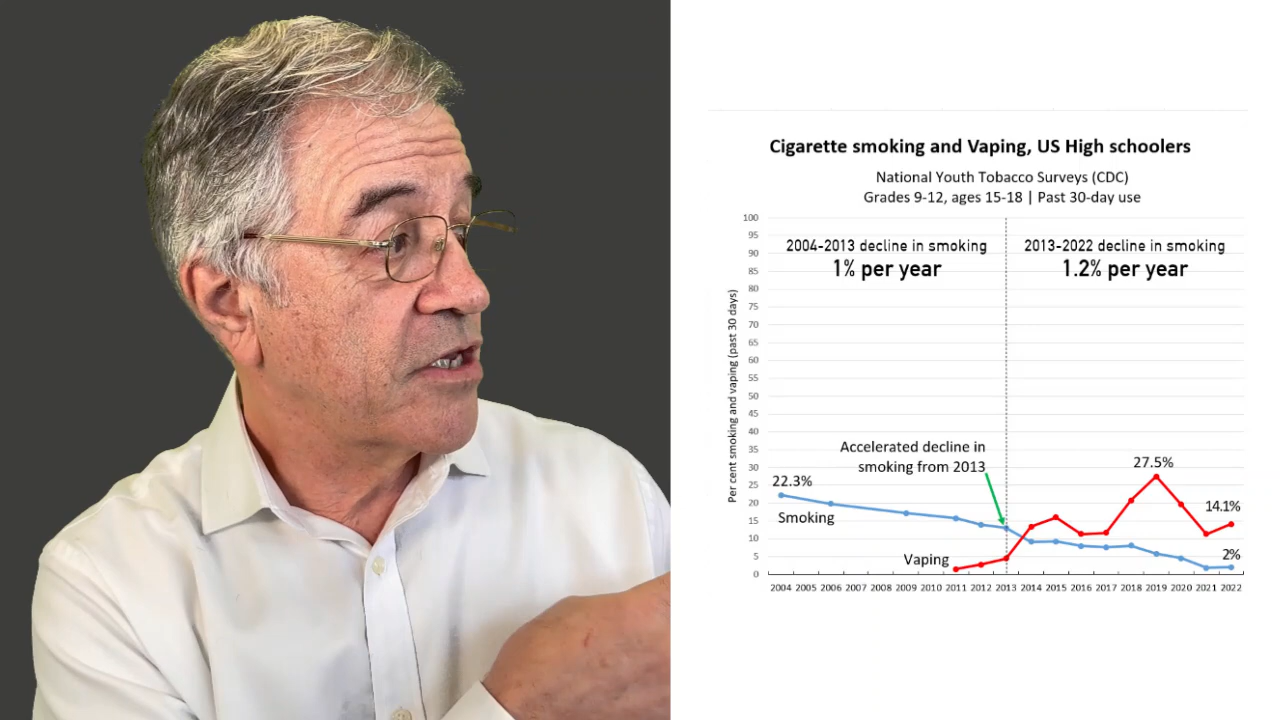 Cigarette smoking and Vaping, US High schoolers
National Youth Tobacco Surveys (CDC)
Grades 9-12, ages 15-18 | Past 30-day use
Per cent smoking and vaping (past 30 days)
100
95
90
85
80
75
70
65
60
55
50
45
40
35
30
25
20
15
10
5
0
2004-2013 decline in smoking
1% per year
2013-2022 decline in smoking
1.2% per year
Accelerated decline in
smoking from 2013
22.3%
Smoking
Vaping
27.5%
14.1%
2%
2004 2005 2006 2007 2008 2009 2010 2011 2012 2013 2014 2015 2016 2017 2018 2019 2020 2021 2022